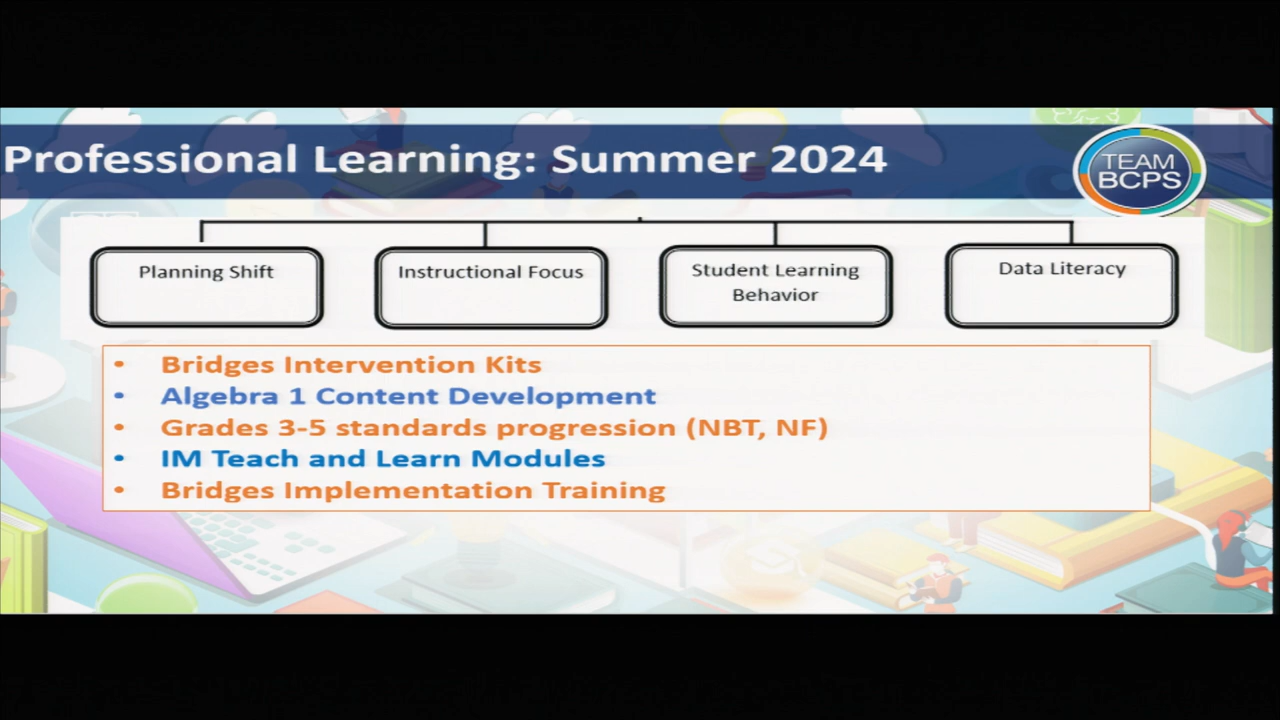 Professional Learning: Summer 2024
TEAM
BCPS
Planning Shift
Instructional Focus
Student Learning
Behavior
Data Literacy
• Bridges Intervention Kits
• Algebra 1 Content Development
• Grades 3-5 standards progression (NBT, NF)
• IM Teach and Learn Modules
• Bridges Implementation Training